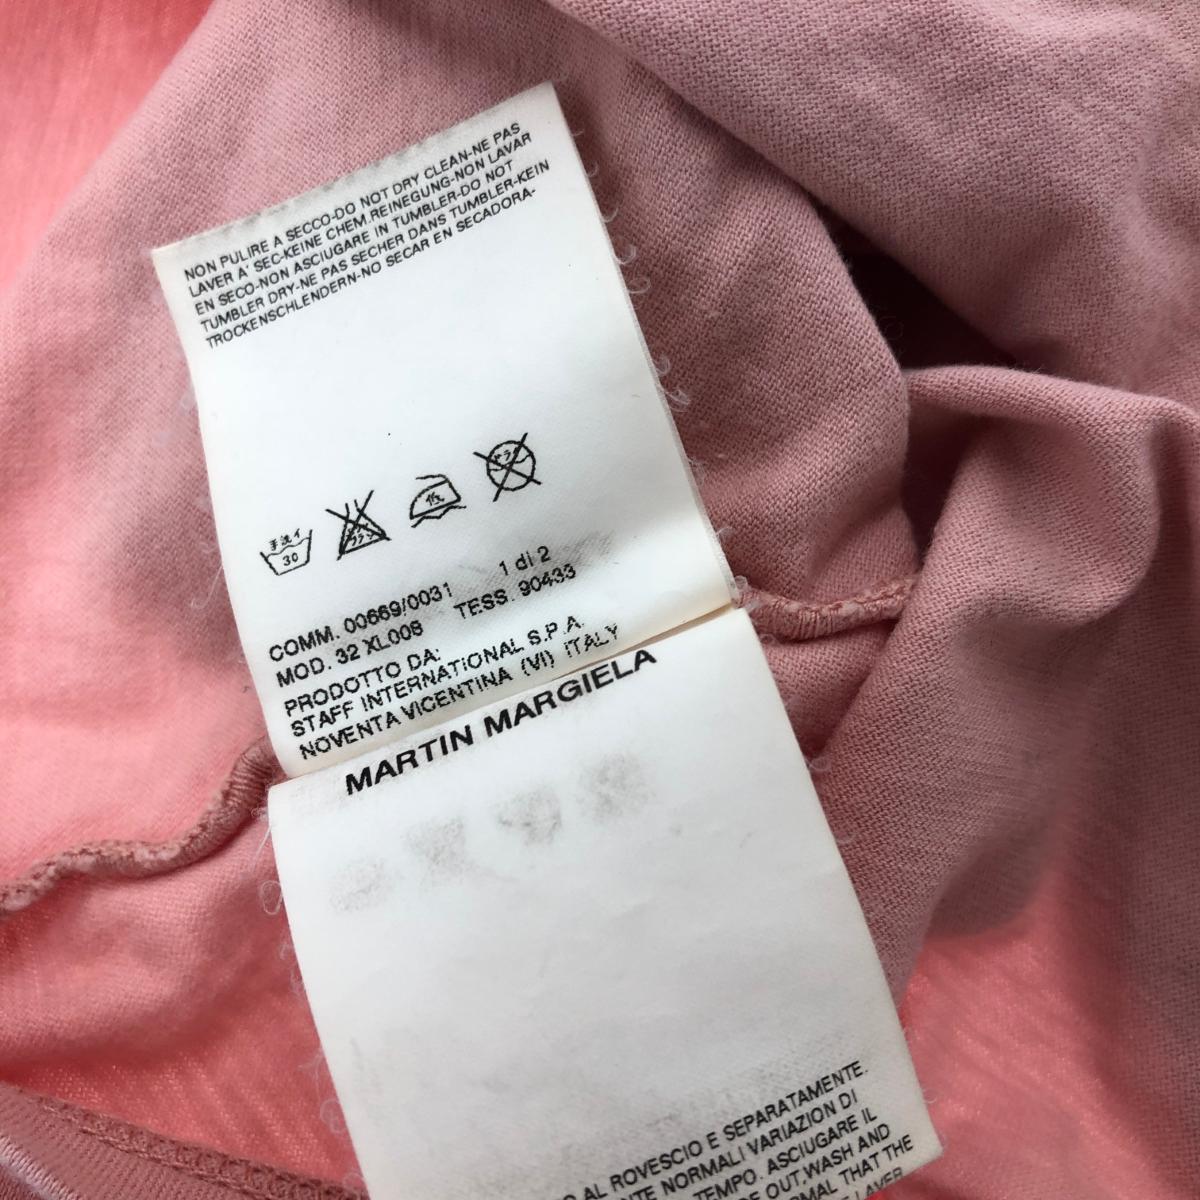 NON PULIRE A SECCO-DO NOT DRY CLEAN-NE PAS
LAVER A' SEC-KEINE CHEM.REINEGUNG-NON LAVAR
EN SECO-NON ASCIUGARE IN TUMBLER-DO NOT
TUMBLER DRY-NE PAS SECHER DANS TUMBLER-KEIN
TROCKENSCHLENDERN-NO SECAR EN SECADORA-
手洗イ
30
低
1 di 2
COMM. 00669/0031
MOD. 32 XL008 TESS. 90433
PRODOTTO DA:
STAFF INTERNATIONAL S.P.A.
NOVENTA VICENTINA (VI) ITALY
MARTIN MARGIELA
AL ROVESCIO E SEPARATAMENTE.
NORMALI VARIAZION DI
TEMPO. ASCIUGARE IL
OUT,WASH AND
NORMAL THAT THE
LAVER